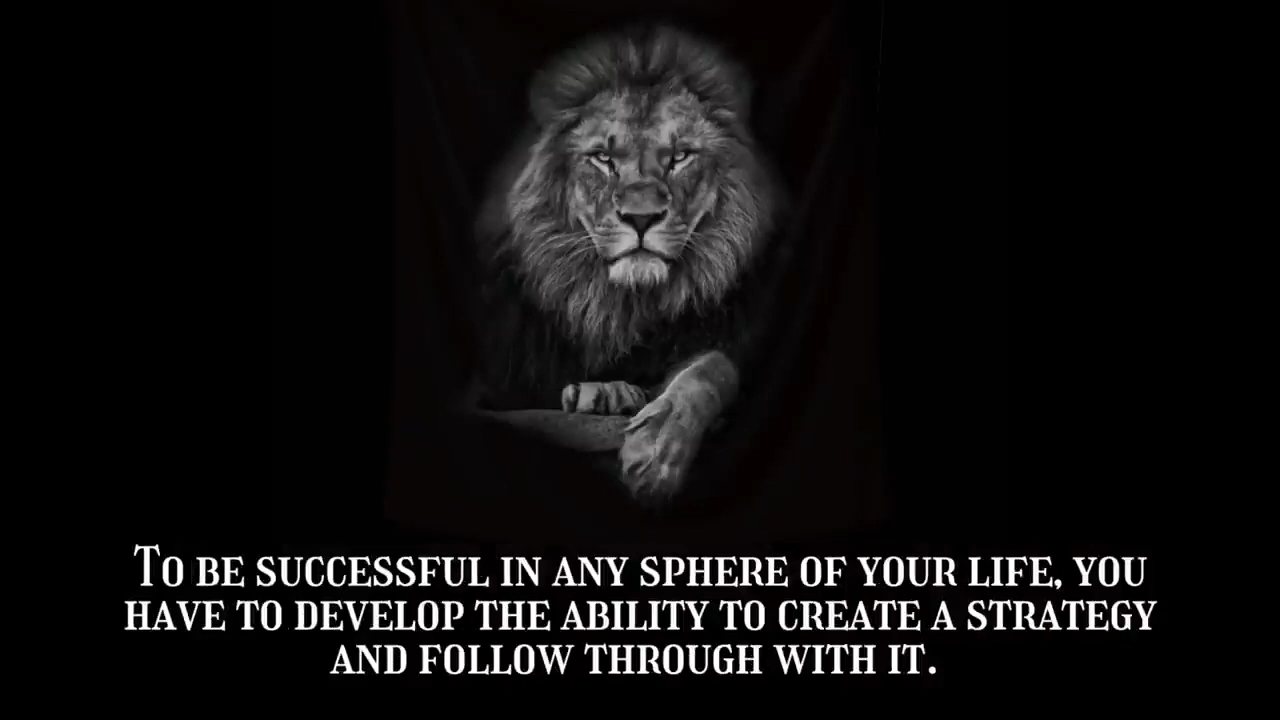 To be successful in any sphere of your life, you
have to develop the ability to create a strategy
and follow through with it.